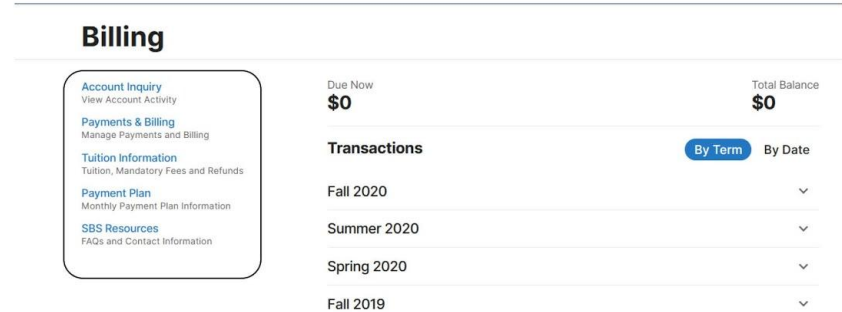 Billing
Account Inquiry
View Account Activity
Payments & Billing
Manage Payments and Billing
Tuition Information
Tuition, Mandatory Fees and Refunds
Payment Plan
Monthly Payment Plan Information
SBS Resources
FAQs and Contact Information
Due Now
$0
Total Balance
$0
Transactions
By Term
By Date
Fall 2020
Summer 2020
Spring 2020
Fall 2019